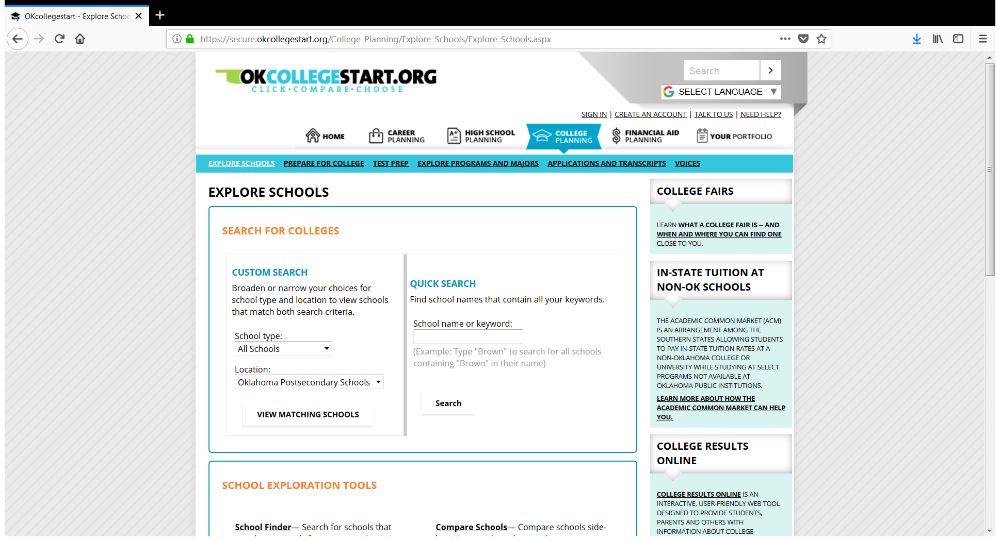 OKcollegestart - Explore Schoo
https://secure.okcollegestart.org/College_Planning/Explore_Schools/Explore_Schools.aspx
OKCOLLEGESTART.ORG
CLICK•COMPARE•CHOOSE
Search
SELECT LANGUAGE
SIGN IN | CREATE AN ACCOUNT | TALK TO US | NEED HELP?
HOME
CAREER
PLANNING
HIGH SCHOOL
PLANNING
COLLEGE
PLANNING
FINANCIAL AID
PLANNING
YOUR PORTFOLIO
EXPLORE SCHOOLS PREPARE FOR COLLEGE TEST PREP EXPLORE PROGRAMS AND MAJORS APPLICATIONS AND TRANSCRIPTS VOICES
EXPLORE SCHOOLS
SEARCH FOR COLLEGES
CUSTOM SEARCH
Broaden or narrow your choices for
school type and location to view schools
that match both search criteria.
School type:
All Schools
Location:
Oklahoma Postsecondary Schools
VIEW MATCHING SCHOOLS
QUICK SEARCH
Find school names that contain all your keywords.
School name or keyword:
(Example: Type "Brown" to search for all schools
containing "Brown" in their name)
Search
SCHOOL EXPLORATION TOOLS
School Finder— Search for schools that
Compare Schools— Compare schools side-
COLLEGE FAIRS
LEARN WHAT A COLLEGE FAIR IS -- AND
WHEN AND WHERE YOU CAN FIND ONE
CLOSE TO YOU.
IN-STATE TUITION AT
NON-OK SCHOOLS
THE ACADEMIC COMMON MARKET (ACM)
IS AN ARRANGEMENT AMONG THE
SOUTHERN STATES ALLOWING STUDENTS
TO PAY IN-STATE TUITION RATES AT A
NON-OKLAHOMA COLLEGE OR
UNIVERSITY WHILE STUDYING AT SELECT
PROGRAMS NOT AVAILABLE AT
OKLAHOMA PUBLIC INSTITUTIONS.
LEARN MORE ABOUT HOW THE
ACADEMIC COMMON MARKET CAN HELP
YOU.
COLLEGE RESULTS
ONLINE
COLLEGE RESULTS ONLINE IS AN
INTERACTIVE, USER-FRIENDLY WEB TOOL
DESIGNED TO PROVIDE STUDENTS,
PARENTS AND OTHERS WITH
INFORMATION ABOUT COLLEGE